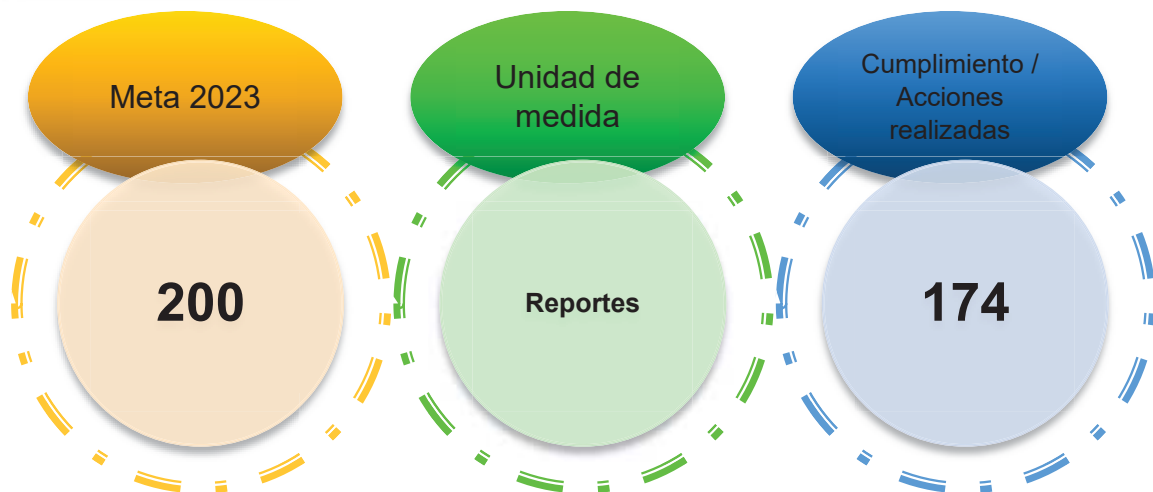 Meta 2023
200
Unidad de
medida
Reportes
Cumplimiento /
Acciones
realizadas
174